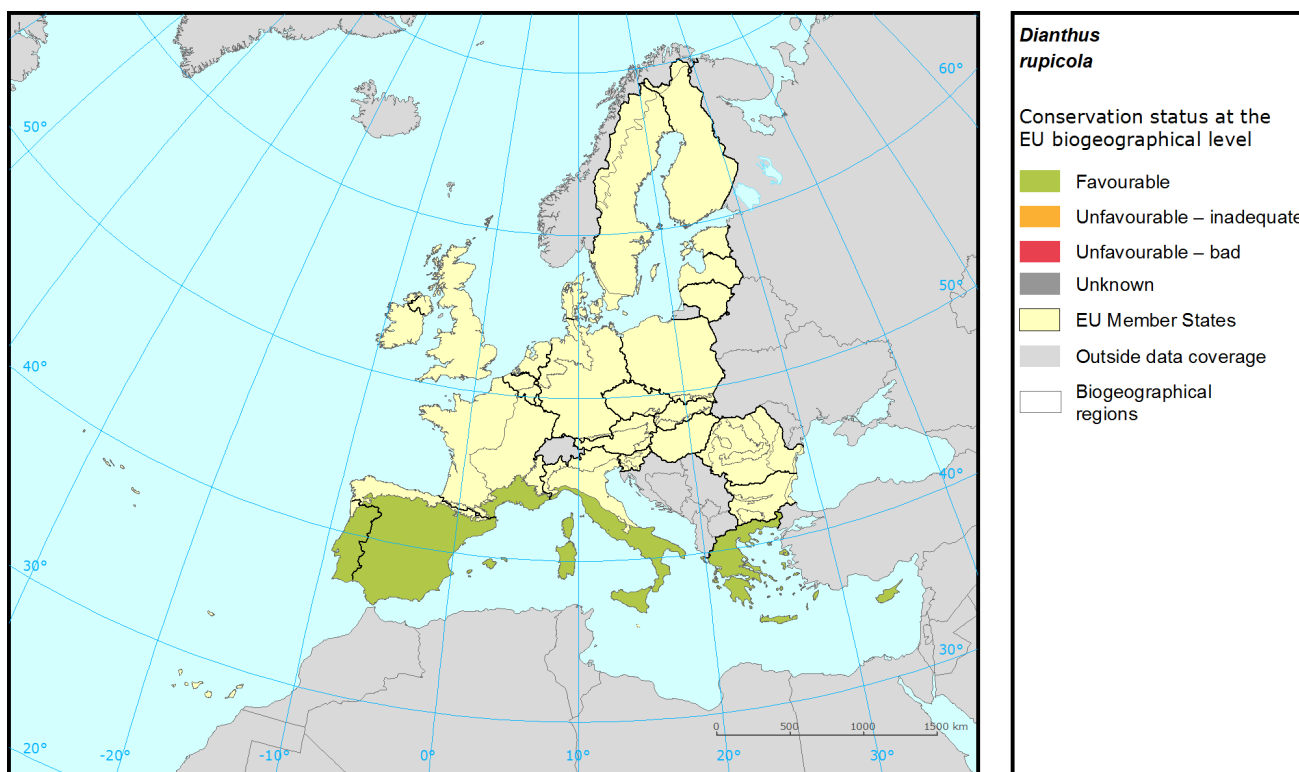 60°
50°
50°
40°
40°
30°
30°
20°
-20°
-10°
0°
10°
20°
30°
0 500 1000 1500 km
Dianthus
rupicola
Conservation status at the
EU biogeographical level
Favourable
Unfavourable – inadequate
Unfavourable – bad
Unknown
EU Member States
Outside data coverage
Biogeographical
regions